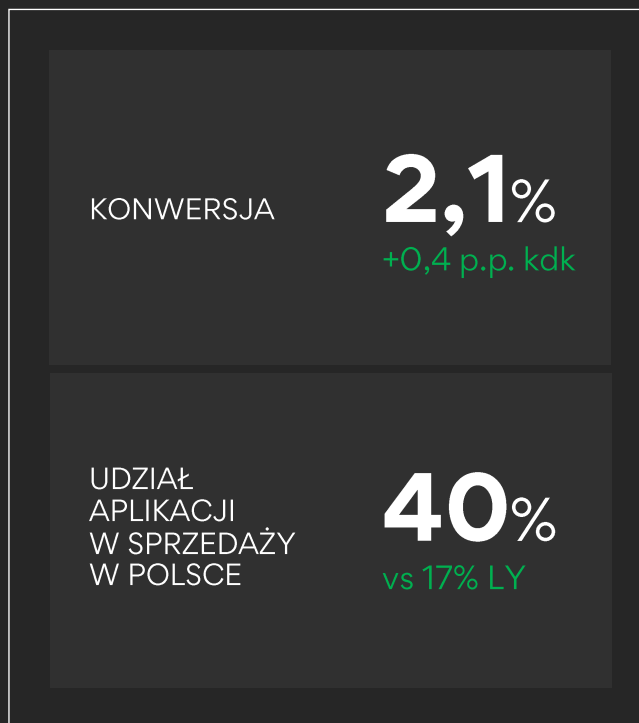 KONWERSJA
2,1%
+0,4 p.p. kdk
UDZIAŁ
APLIKACJI
W SPRZEDAŻY
W POLSCE
40%
vs 17% LY